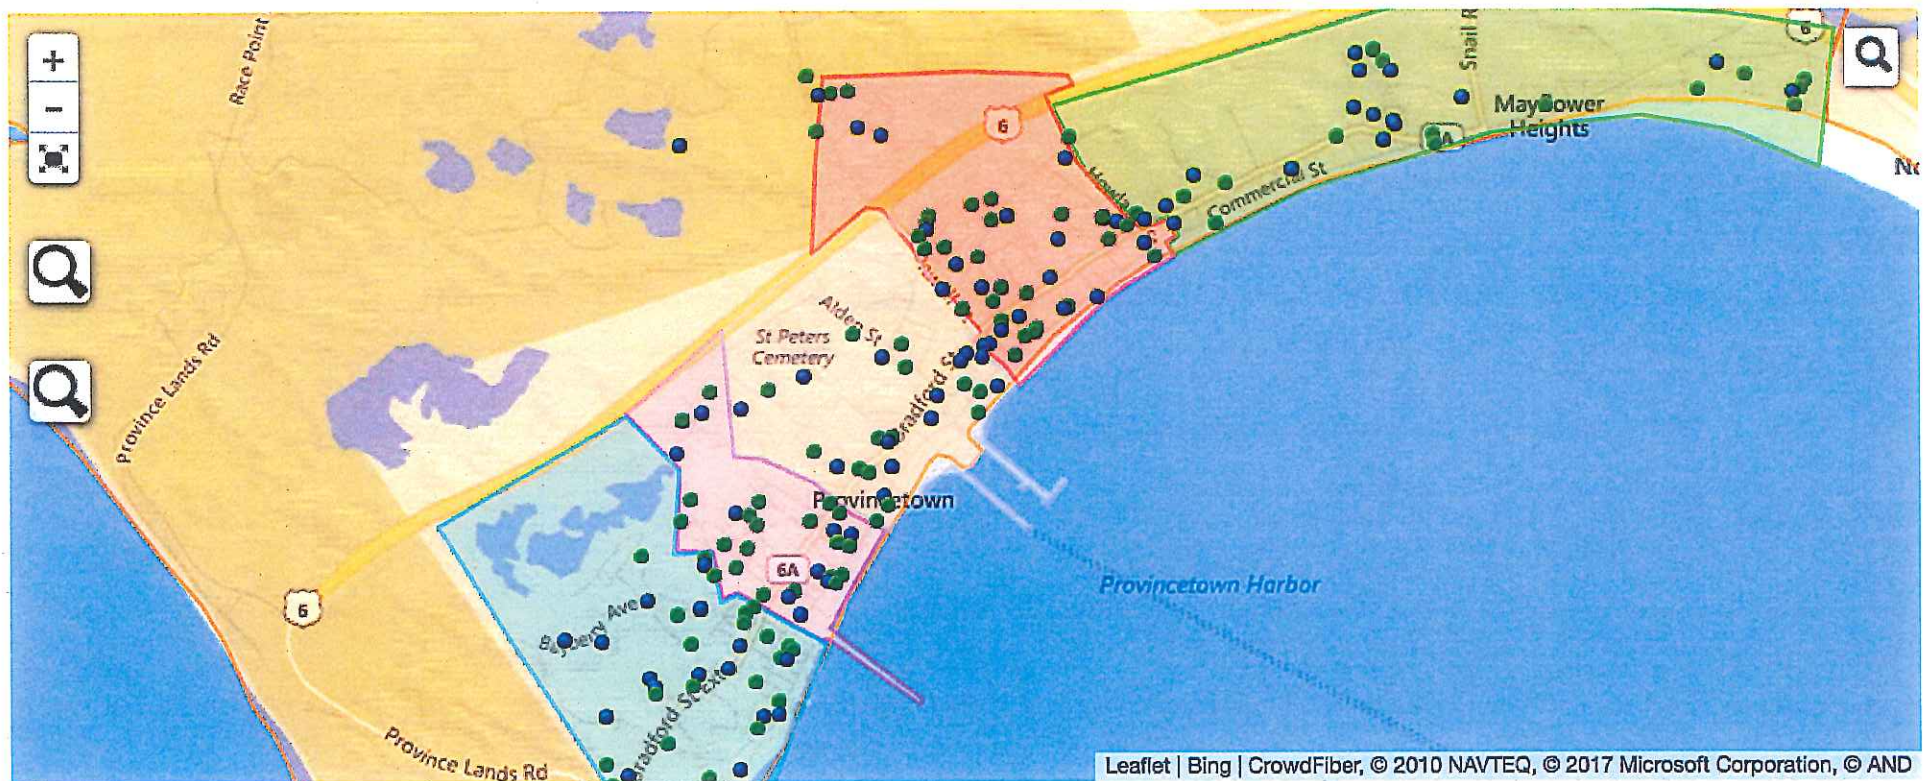 Race Point
Snail R
6
6
Mayflower
Heights
A
Commercial St
Alden St
St Peters
Cemetery
Bradford St
Province Lands Rd
Provincetown
6A
Provincetown Harbor
6
Bayberry Ave
Bradford St Ext
Province Lands Rd
Leaflet | Bing | CrowdFiber, © 2010 NAVTEQ, © 2017 Microsoft Corporation, © AND